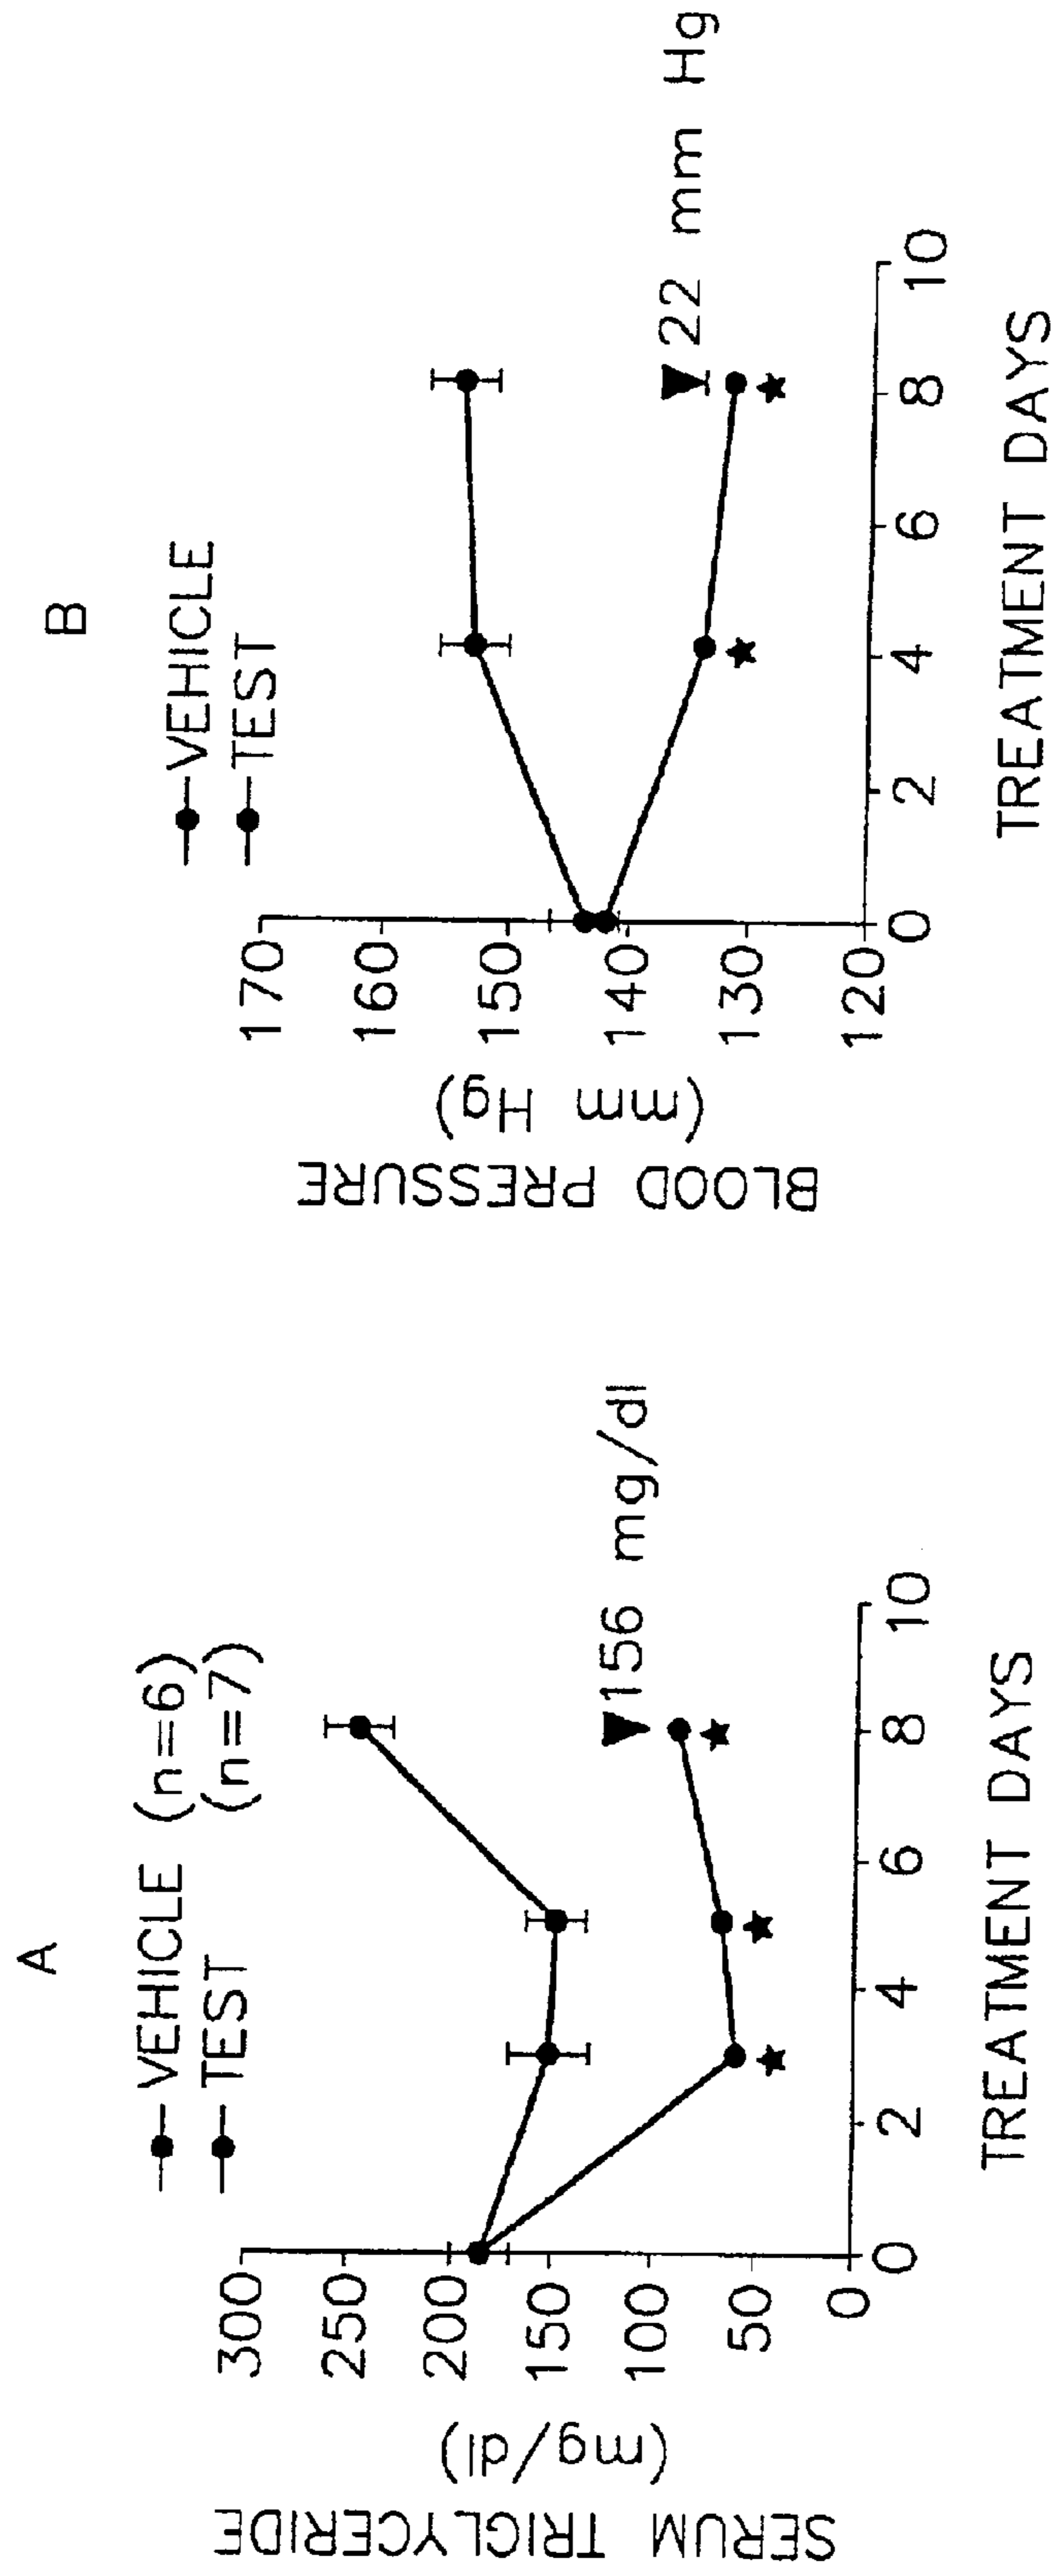 A
VEHICLE (n=6)
TEST (n=7)
SERUM TRIGLYCERIDE
(mg/dl)
300
250
200
150
100
50
0
156 mg/dl
0 2 4 6 8 10
TREATMENT DAYS
B
VEHICLE
TEST
BLOOD PRESSURE
(mm Hg)
170
160
150
140
130
120
22 mm Hg
0 2 4 6 8 10
TREATMENT DAYS